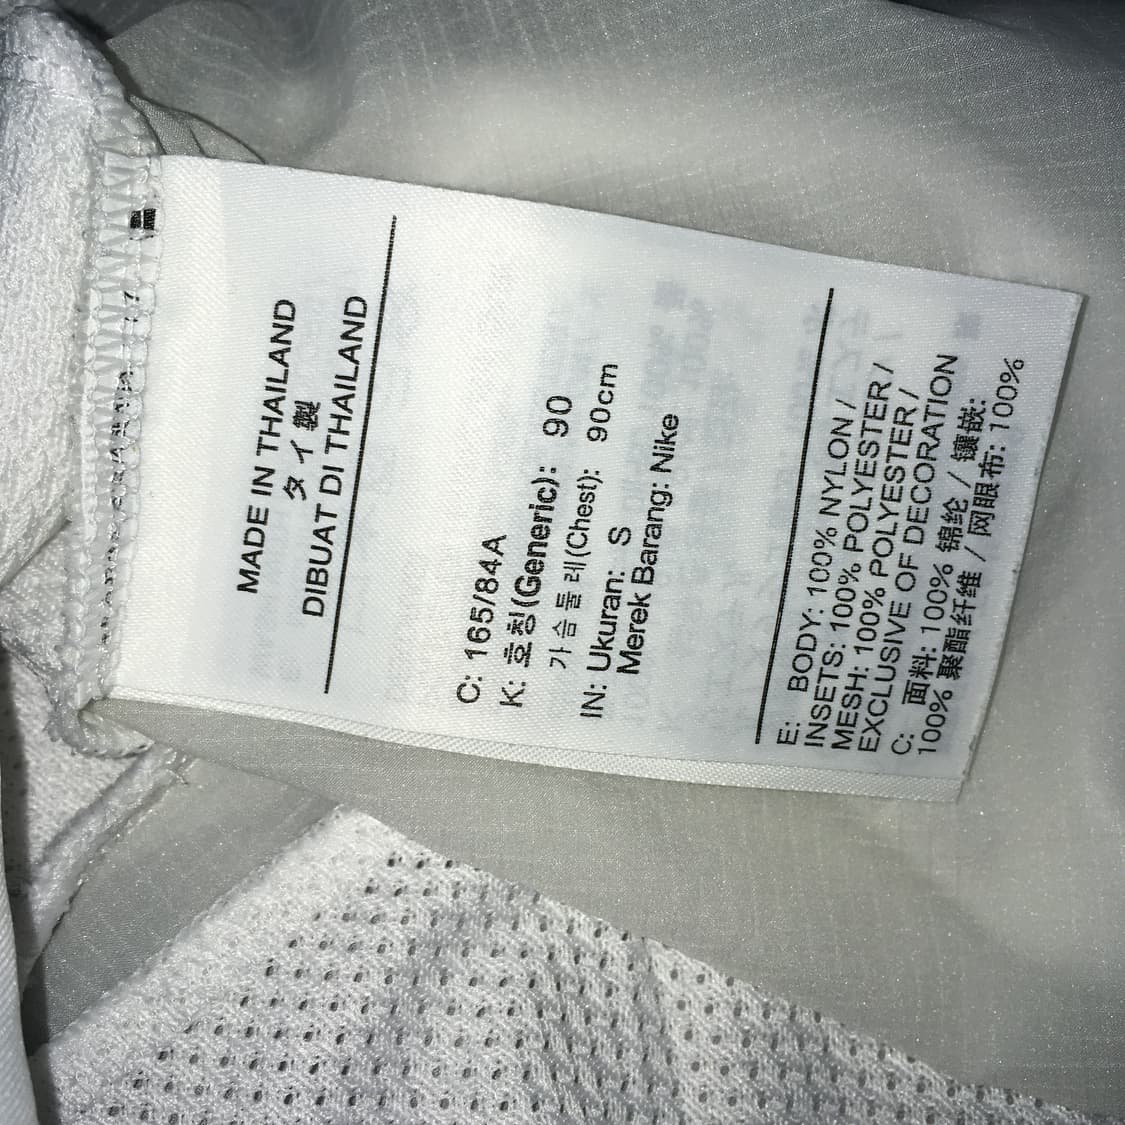 MADE IN THAILAND
タイ製
DIBUAT DI THAILAND
C: 165/84A
K: 호칭(Generic): 90
가슴둘레(Chest): 90cm
IN: Ukuran: S
Merek Barang: Nike
E: BODY: 100% NYLON /
INSETS: 100% POLYESTER /
MESH: 100% POLYESTER /
EXCLUSIVE OF DECORATION
C: 面料: 100% 锦纶 / 镶嵌:
100% 聚酯纤维 / 网眼布: 100%